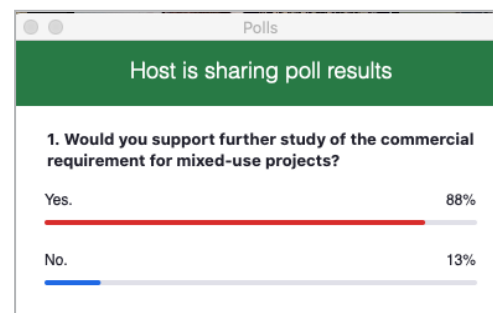 Polls
Host is sharing poll results
1. Would you support further study of the commercial
requirement for mixed-use projects?
Yes. 88%
No. 13%